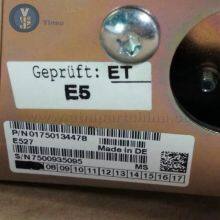 Yinsu
Geprüft: ET
E5
P/N 01750134478
E527
Made in DE
S/N 7500935095
MS
08 09 10 11 12 13 14 15 16 17